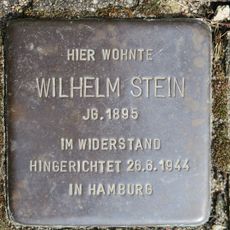 HIER WOHNTE
WILHELM STEIN
JG. 1895
IM WIDERSTAND
HINGERICHTET 26.6.1944
IN HAMBURG